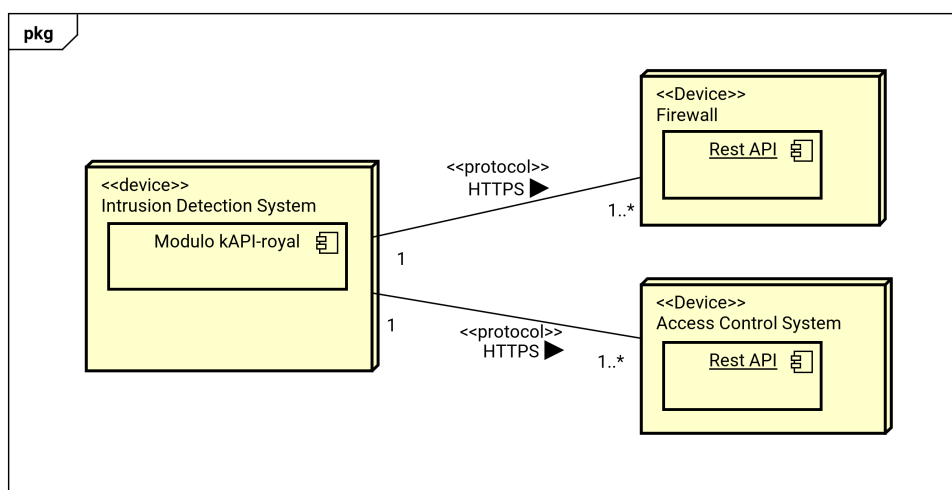 pkg
<<device>>
Intrusion Detection System
Modulo kAPI-royal
<<protocol>>
HTTPS
1
1..*
<<Device>>
Firewall
Rest API
<<protocol>>
HTTPS
1
1..*
<<Device>>
Access Control System
Rest API